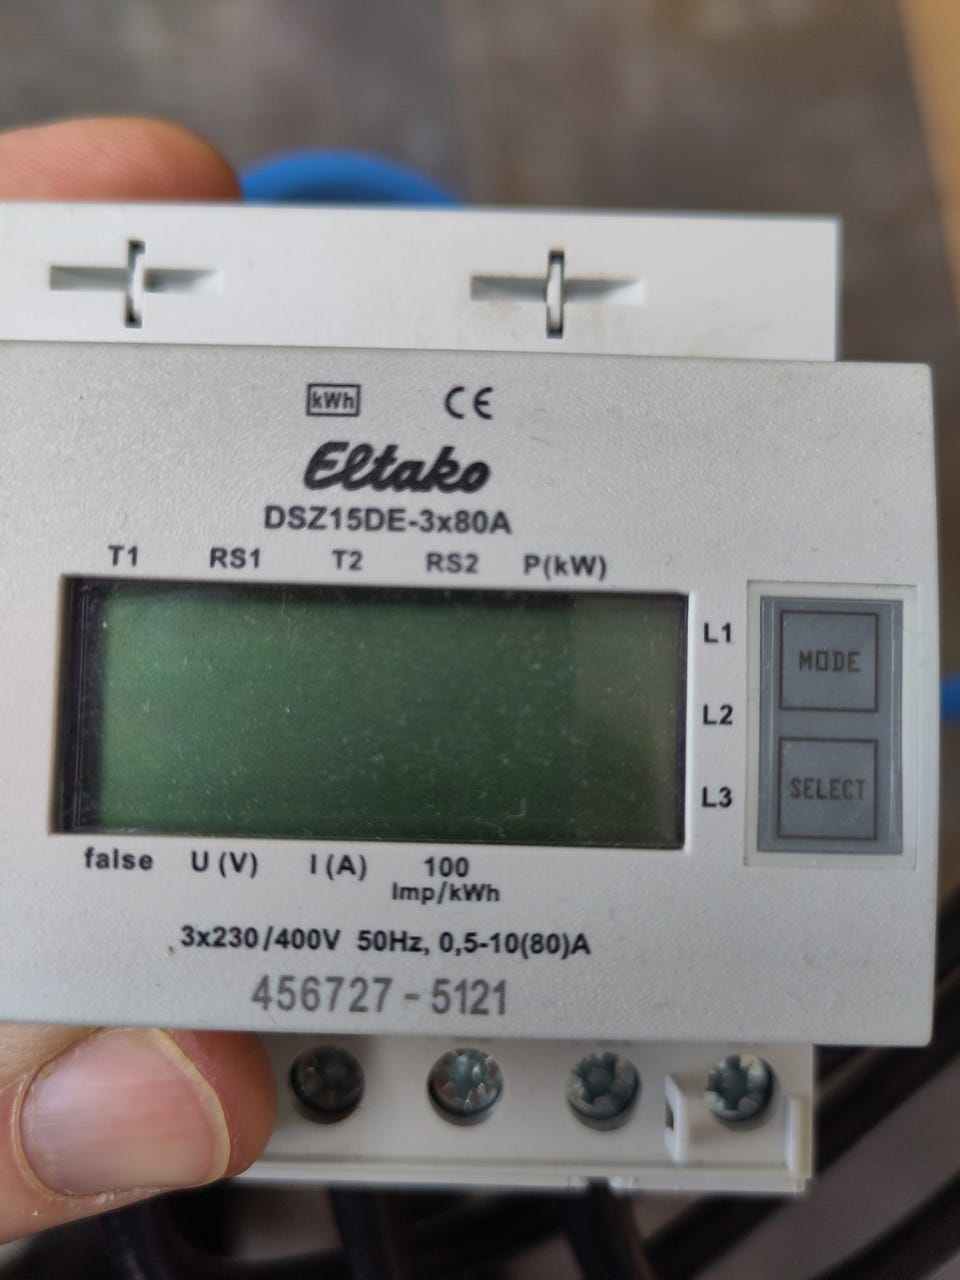 kWh CE
Eltako
DSZ15DE-3x80A
T1 RS1 T2 RS2 P(kW)
L1
MODE
L2
SELECT
L3
false U (V) I (A) 100
Imp/kWh
3x230/400V 50Hz, 0,5-10(80)A
456727 - 5121